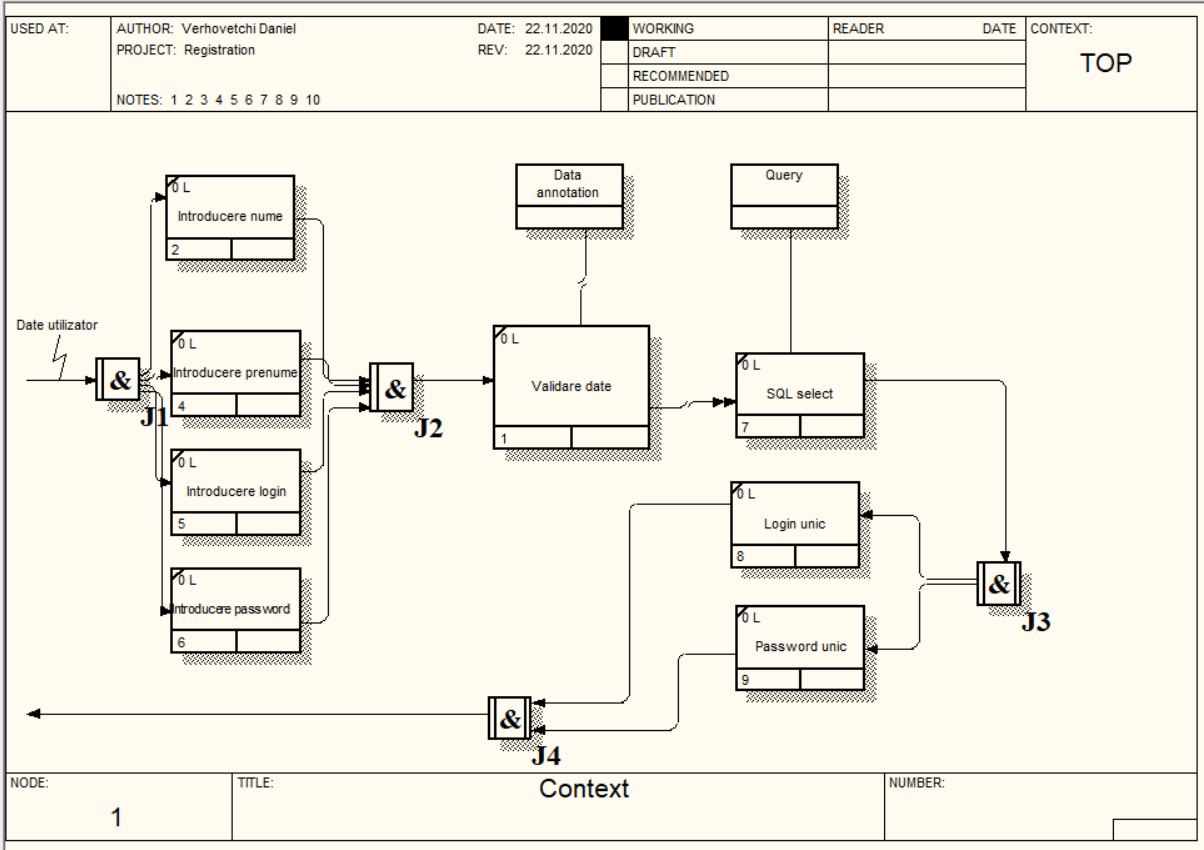 USED AT:
AUTHOR: Verhovetchi Daniel
DATE: 22.11.2020
PROJECT: Registration
REV: 22.11.2020
NOTES: 1 2 3 4 5 6 7 8 9 10
WORKING
DRAFT
RECOMMENDED
PUBLICATION
READER
DATE
CONTEXT:
TOP
0 L
Introducere nume
2
Data
annotation
Query
Date utilizator
&
J1
0 L
Introducere prenume
4
&
J2
0 L
Validare date
1
0 L
SQL select
7
0 L
Introducere login
5
0 L
Login unic
8
0 L
Introducere password
6
&
J3
0 L
Password unic
9
&
J4
NODE:
1
TITLE:
Context
NUMBER: